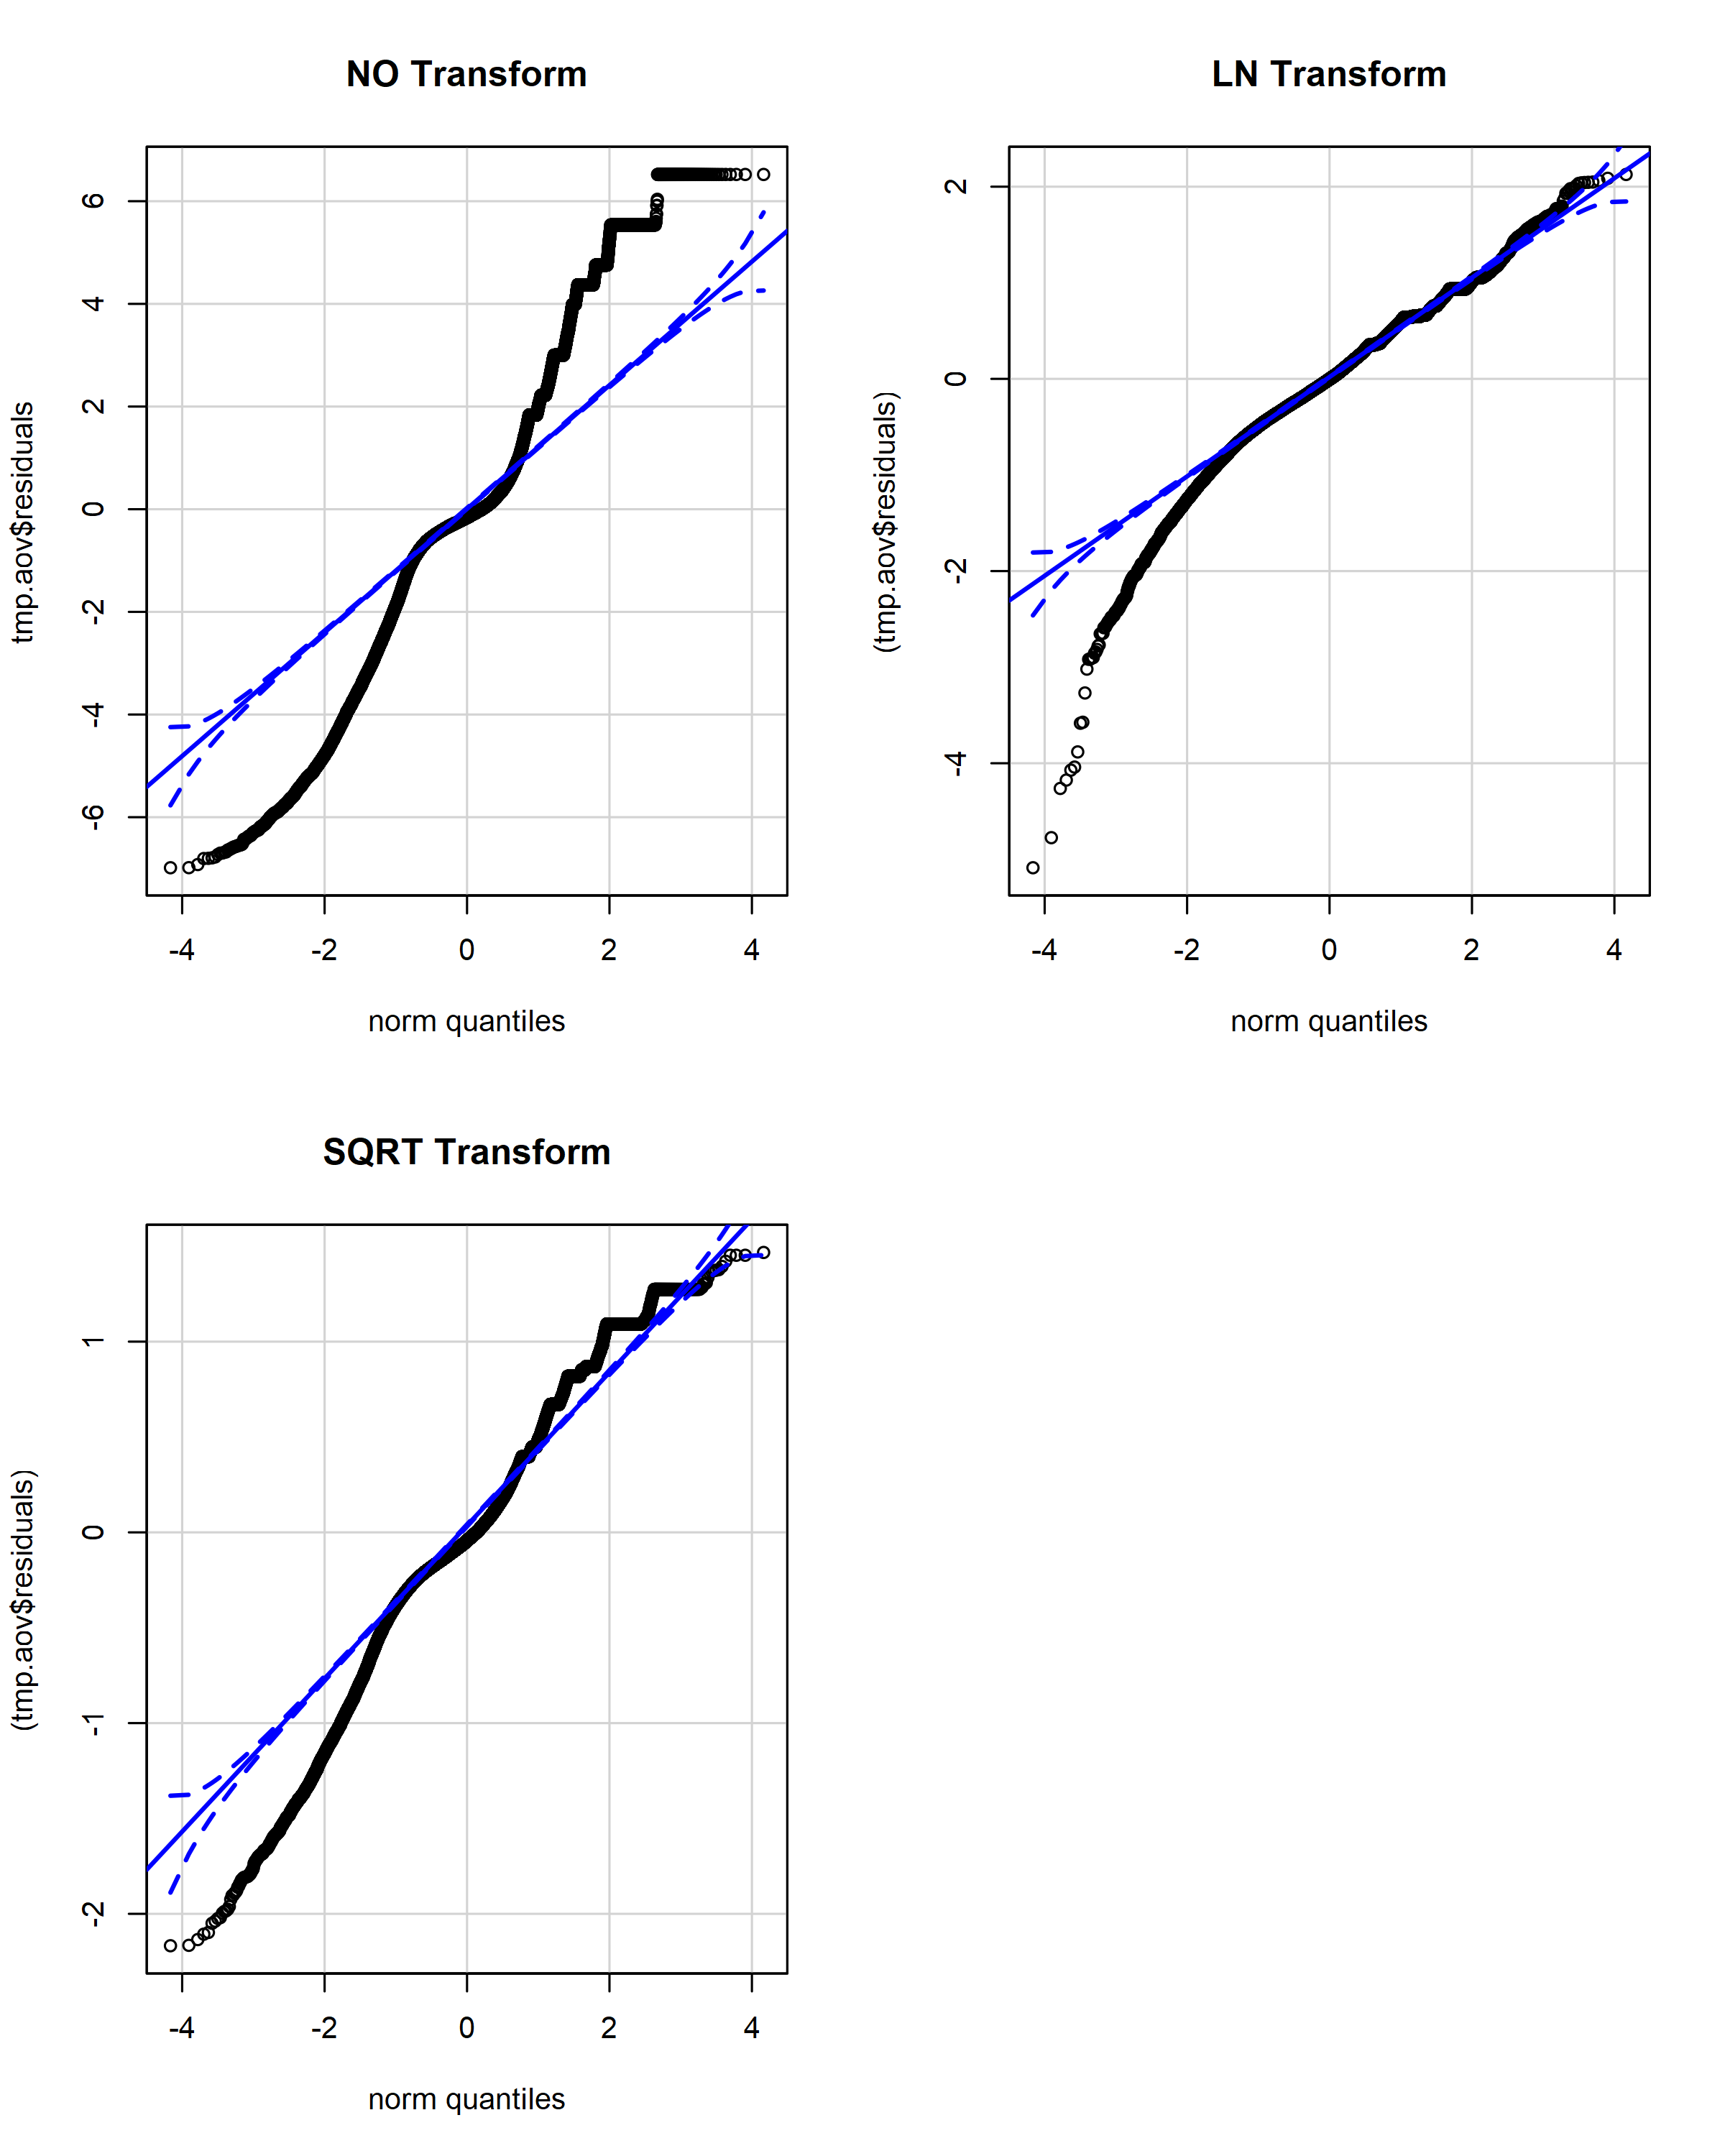 NO Transform
tmp.aov$residuals
6
4
2
0
-2
-4
-6
-4 -2 0 2 4
norm quantiles
LN Transform
(tmp.aov$residuals)
2
0
-2
-4
-4 -2 0 2 4
norm quantiles
SQRT Transform
(tmp.aov$residuals)
1
0
-1
-2
-4 -2 0 2 4
norm quantiles